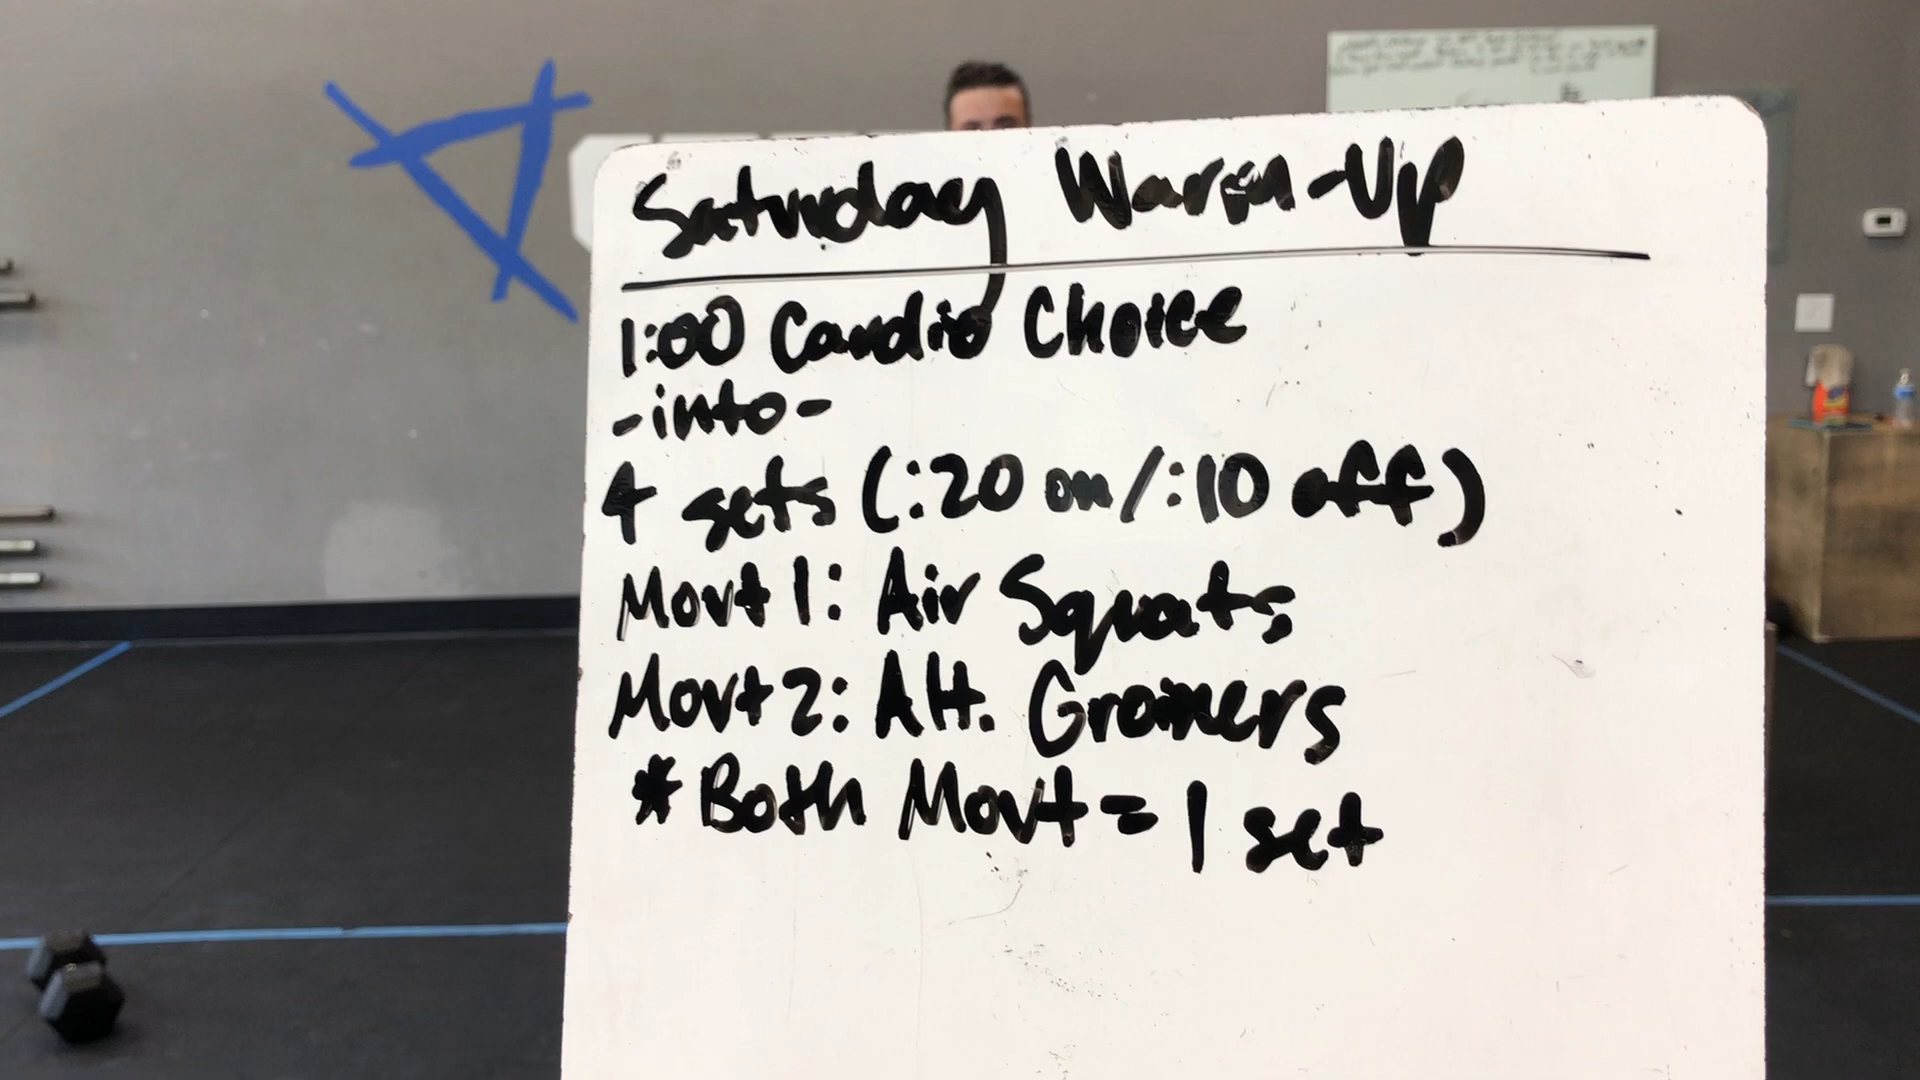 Saturday Warm-Up
1:00 Cardio Choice
-into-
4 sets (:20 on/:10 off)
Movt 1: Air Squats
Movt 2: Alt. Groiners
* Both Movt = 1 set